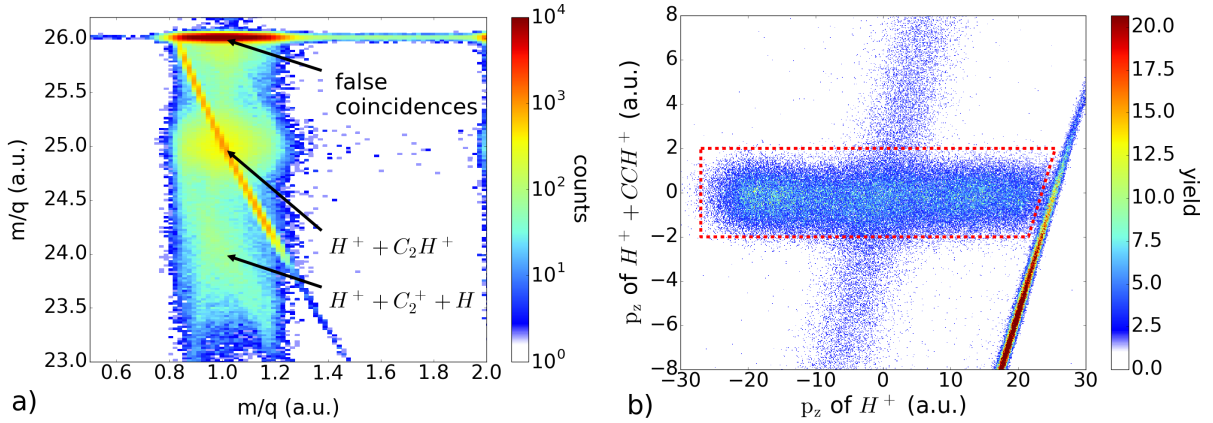 26.0
25.5
25.0
24.5
24.0
23.5
23.0
m/q (a.u.)
0.6 0.8 1.0 1.2 1.4 1.6 1.8 2.0
m/q (a.u.)
false
coincidences
H⁺ + C₂H⁺
H⁺ + C₂⁺ + H
10⁴
10³
10²
10¹
10⁰
counts
a)
8
6
4
2
0
−2
−4
−6
−8
p_z of H⁺ + CCH⁺ (a.u.)
−30 −20 −10 0 10 20 30
p_z of H⁺ (a.u.)
20.0
17.5
15.0
12.5
10.0
7.5
5.0
2.5
0.0
yield
b)